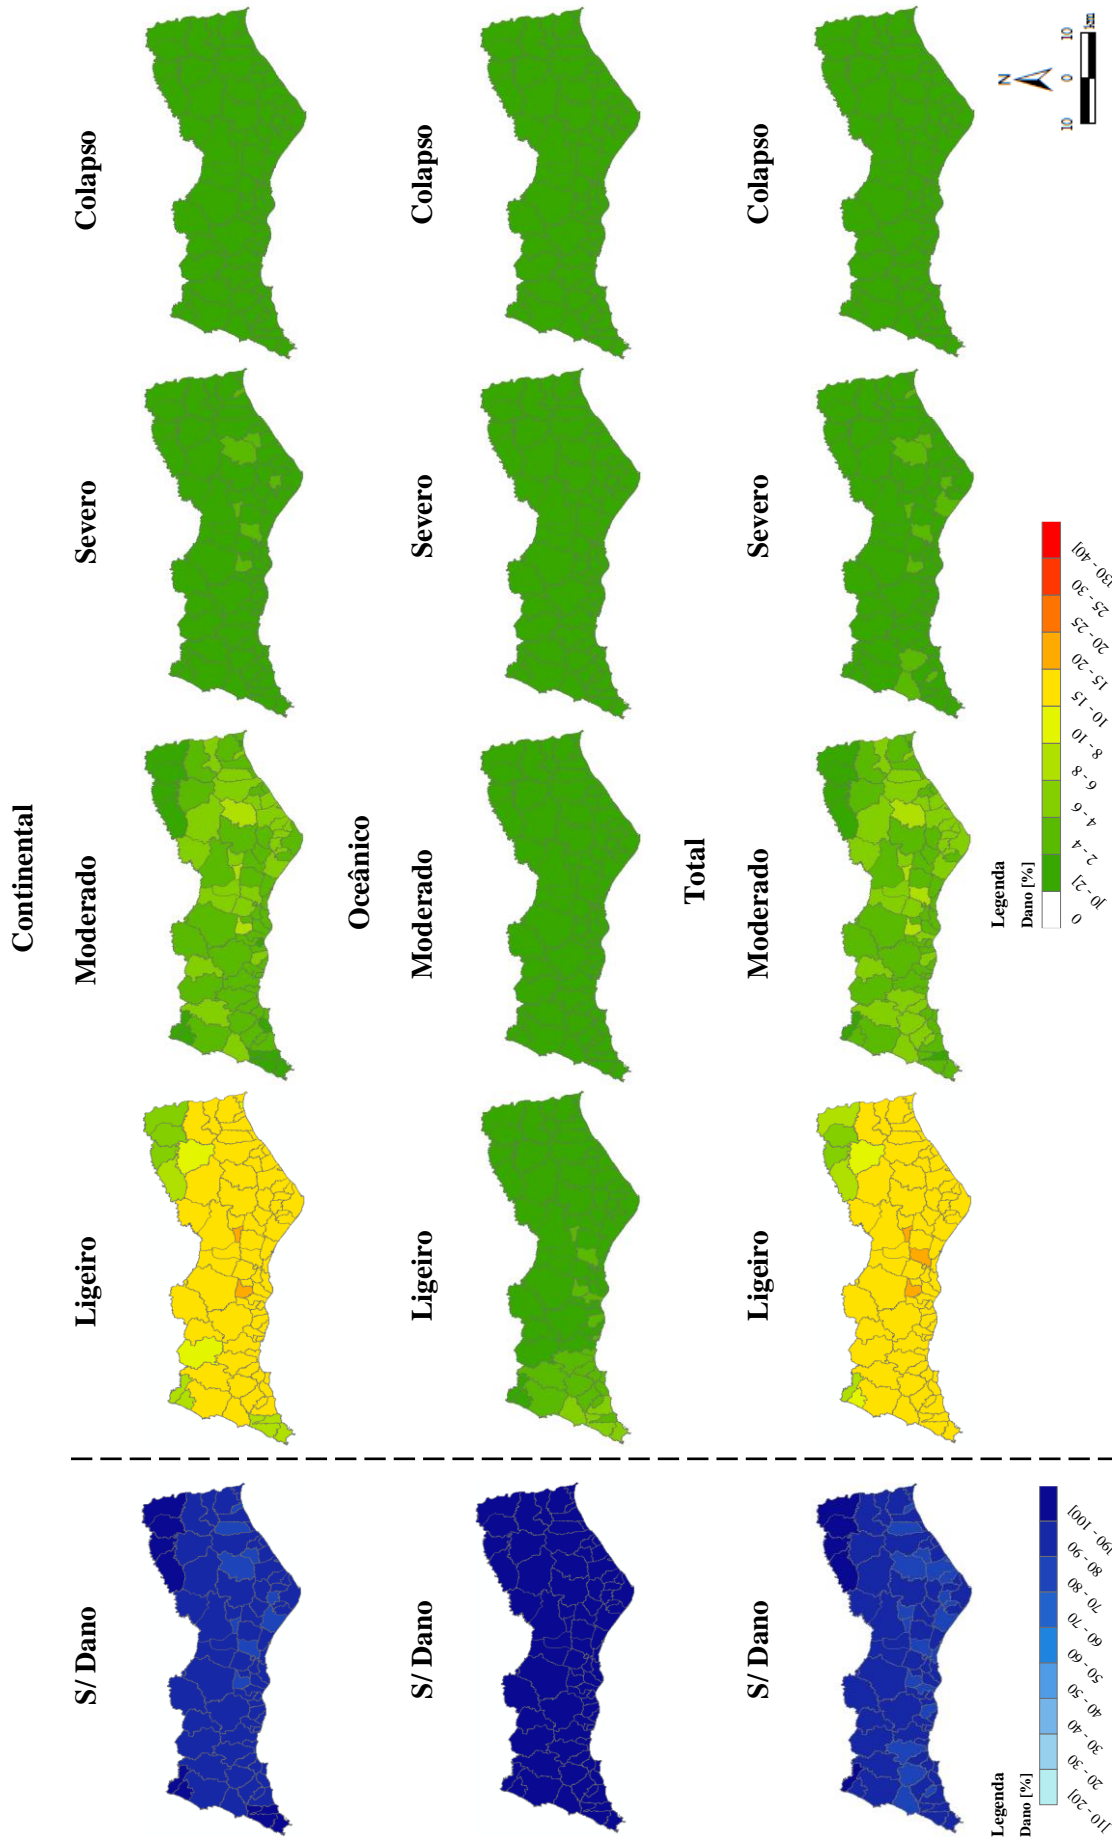 Continental
S/ Dano
Ligeiro
Moderado
Severo
Colapso
Oceânico
S/ Dano
Ligeiro
Moderado
Severo
Colapso
Total
S/ Dano
Ligeiro
Moderado
Severo
Colapso
Legenda
Dano [%]
]10 - 20]
20 - 30
30 - 40
40 - 50
50 - 60
60 - 70
70 - 80
80 - 90
]90 - 100]
Legenda
Dano [%]
0
]0 - 2]
2 - 4
4 - 6
6 - 8
8 - 10
10 - 15
15 - 20
20 - 25
25 - 30
]30 - 40]
N
10 0 10
km